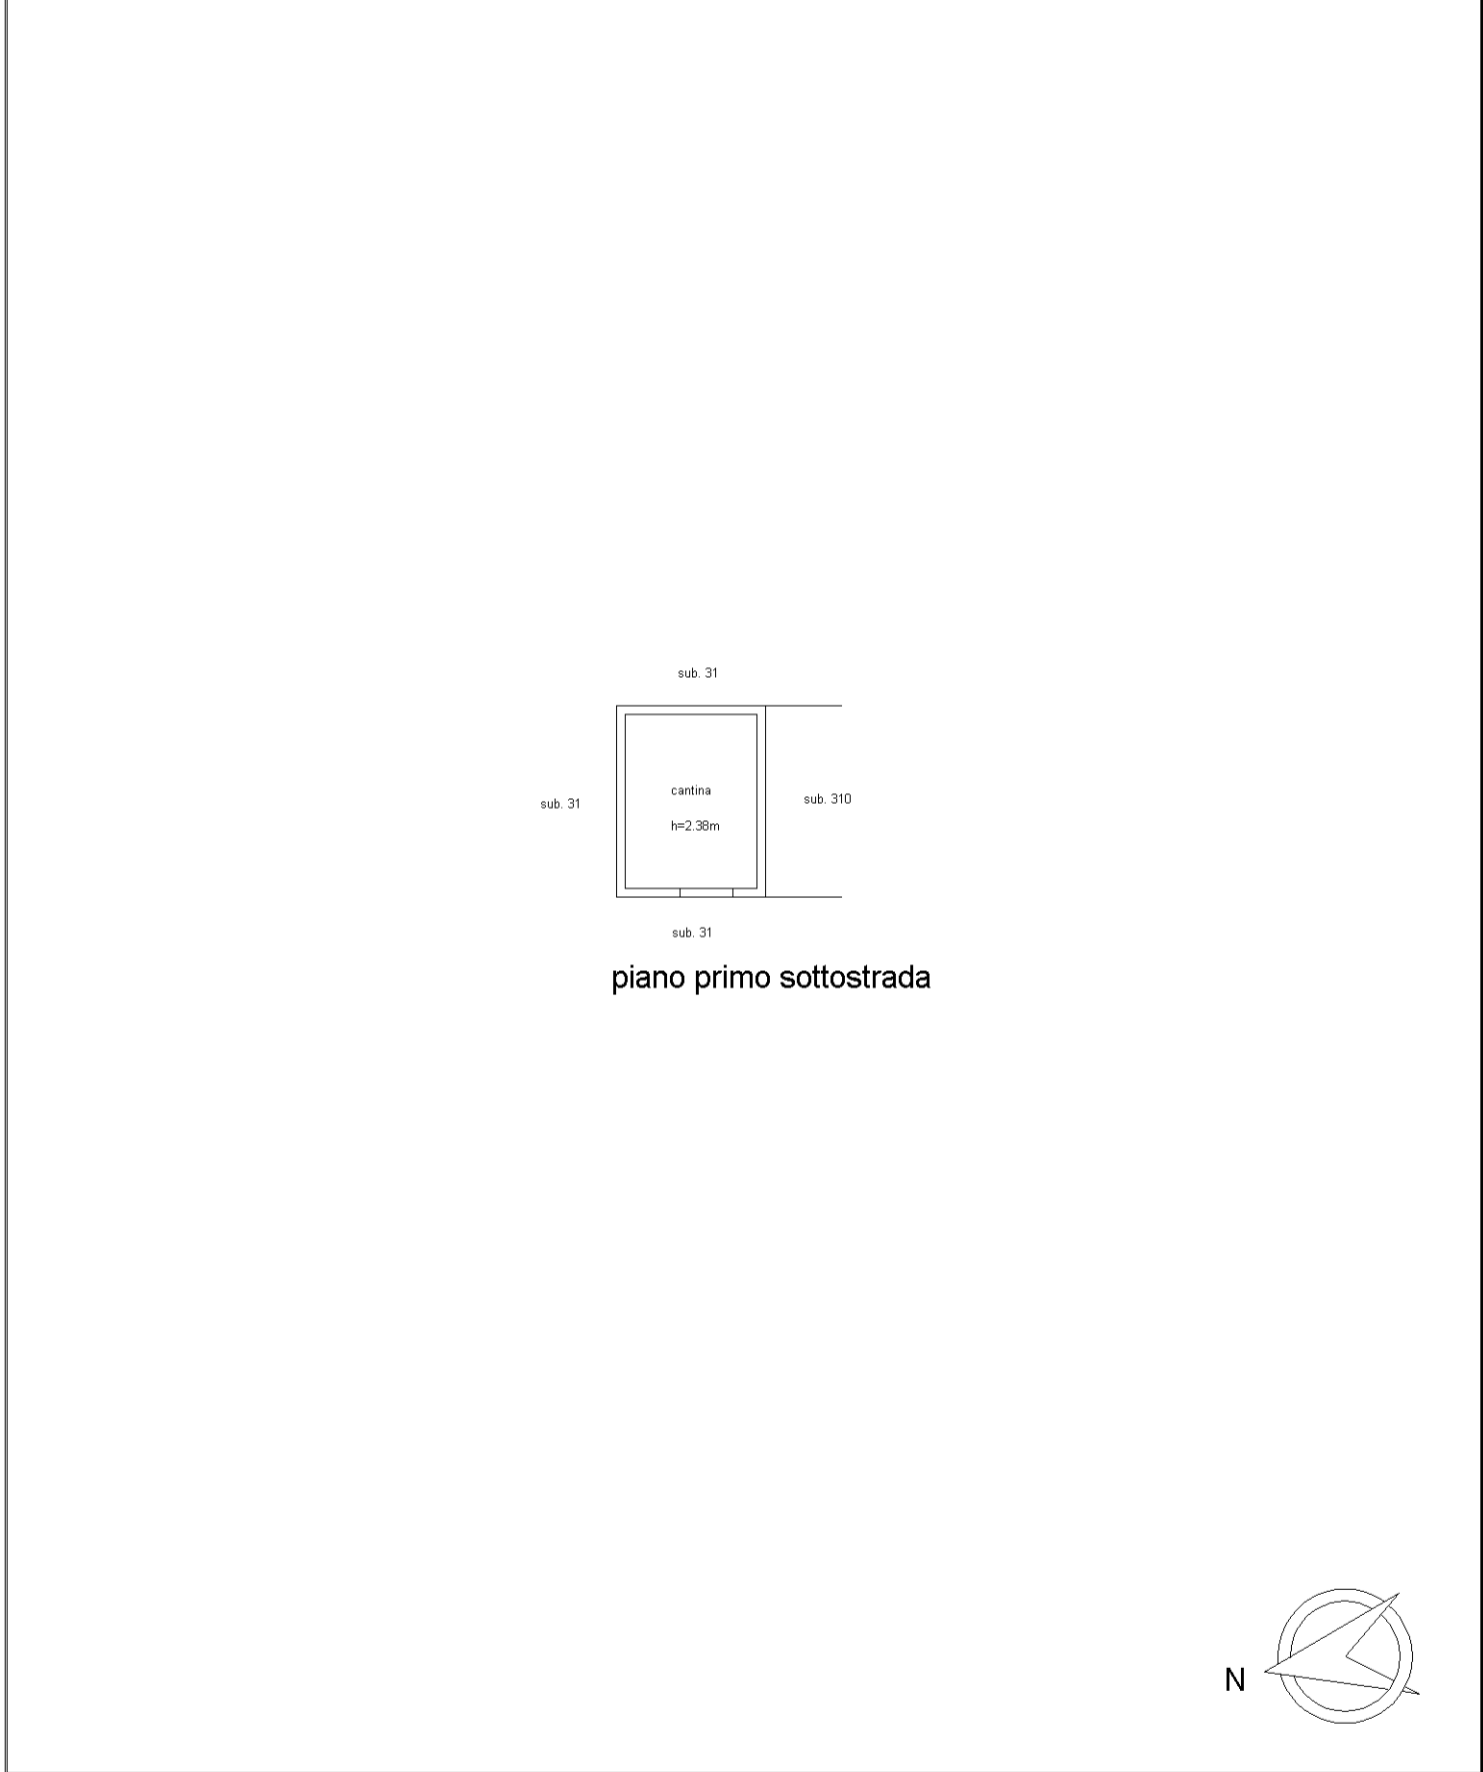 sub. 31
cantina
sub. 31
sub. 310
h=2.38m
sub. 31
piano primo sottostrada
N